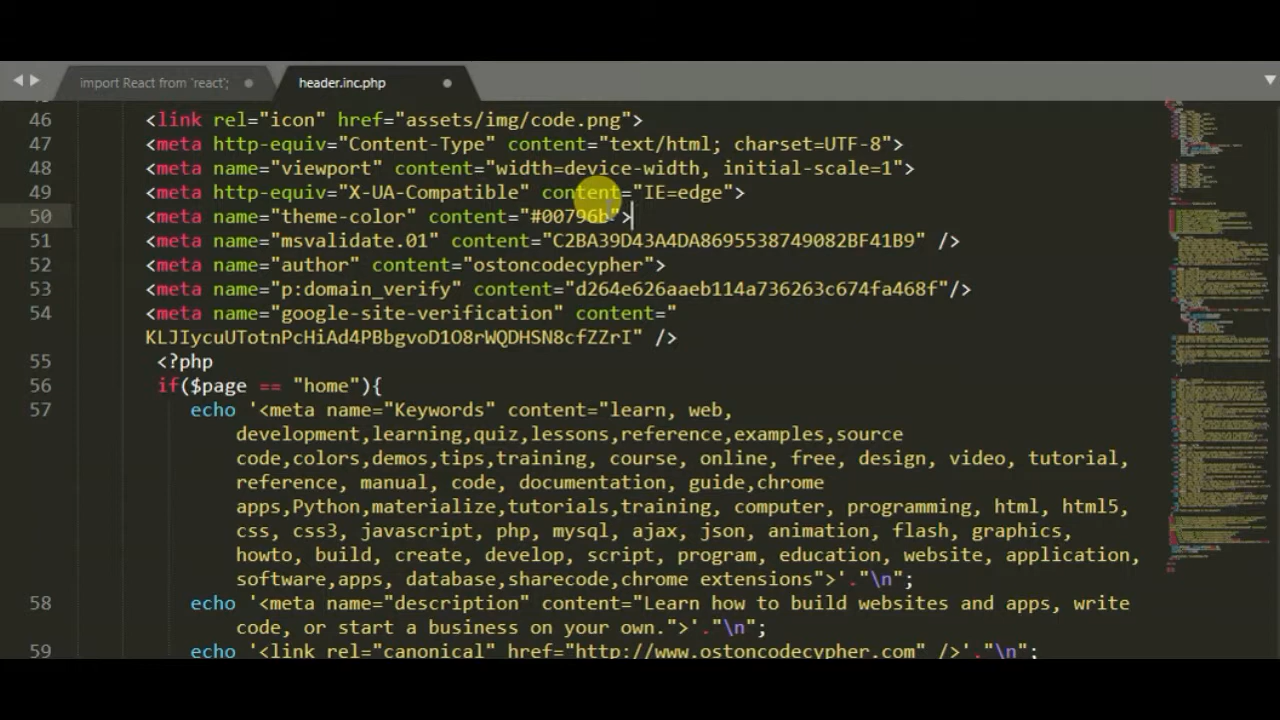 import React from 'react';
header.inc.php
46 <link rel="icon" href="assets/img/code.png">
47 <meta http-equiv="Content-Type" content="text/html; charset=UTF-8">
48 <meta name="viewport" content="width=device-width, initial-scale=1">
49 <meta http-equiv="X-UA-Compatible" content="IE=edge">
50 <meta name="theme-color" content="#00796b">
51 <meta name="msvalidate.01" content="C2BA39D43A4DA8695538749082BF41B9" />
52 <meta name="author" content="ostoncodecypher">
53 <meta name="p:domain_verify" content="d264e626aaeb114a736263c674fa468f"/>
54 <meta name="google-site-verification" content="
KLJIycuUTotnPcHiAd4PBbgvoD1O8rWQDHSN8cfZZrI" />
55 <?php
56 if($page == "home"){
57 echo '<meta name="Keywords" content="learn, web,
development,learning,quiz,lessons,reference,examples,source
code,colors,demos,tips,training, course, online, free, design, video, tutorial,
reference, manual, code, documentation, guide,chrome
apps,Python,materialize,tutorials,training, computer, programming, html, html5,
css, css3, javascript, php, mysql, ajax, json, animation, flash, graphics,
howto, build, create, develop, script, program, education, website, application,
software,apps, database,sharecode,chrome extensions">'."\n";
58 echo '<meta name="description" content="Learn how to build websites and apps, write
code, or start a business on your own.">'."\n";
59 echo '<link rel="canonical" href="http://www.ostoncodecypher.com" />'."\n";